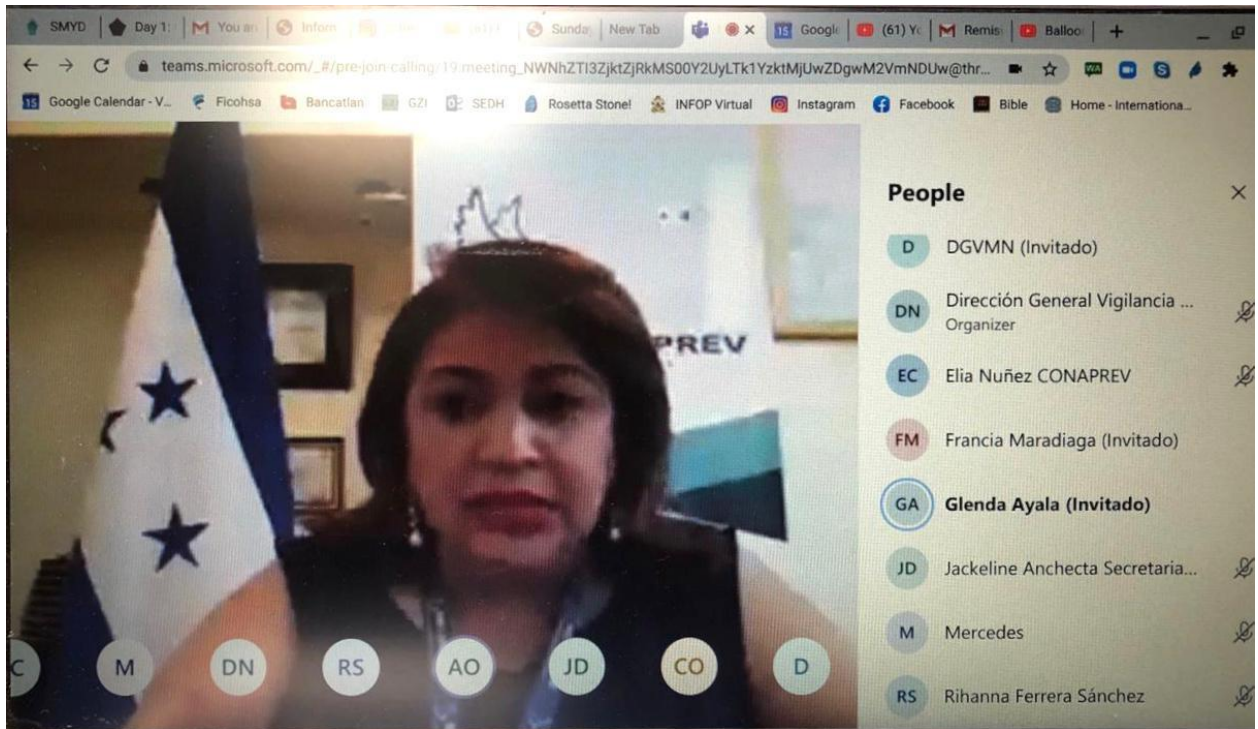 SMYD
Day 1:
You an
Inform
Sunda
New Tab
Google
(61) Yo
Remis
Balloo
teams.microsoft.com/_#/pre-join-calling/19:meeting_NWNhZTI3ZjktZjRkMS00Y2UyLTk1YzktMjUwZDgwM2VmNDUw@thr...
Google Calendar - V...
Ficohsa
Bancatlan
GZI
SEDH
Rosetta Stone!
INFOP Virtual
Instagram
Facebook
Bible
Home - Internationa...
PREV
People
D DGVMN (Invitado)
DN Dirección General Vigilancia ...
Organizer
EC Elia Nuñez CONAPREV
FM Francia Maradiaga (Invitado)
GA Glenda Ayala (Invitado)
JD Jackeline Anchecta Secretaria...
M Mercedes
RS Rihanna Ferrera Sánchez
C M DN RS AO JD CO D